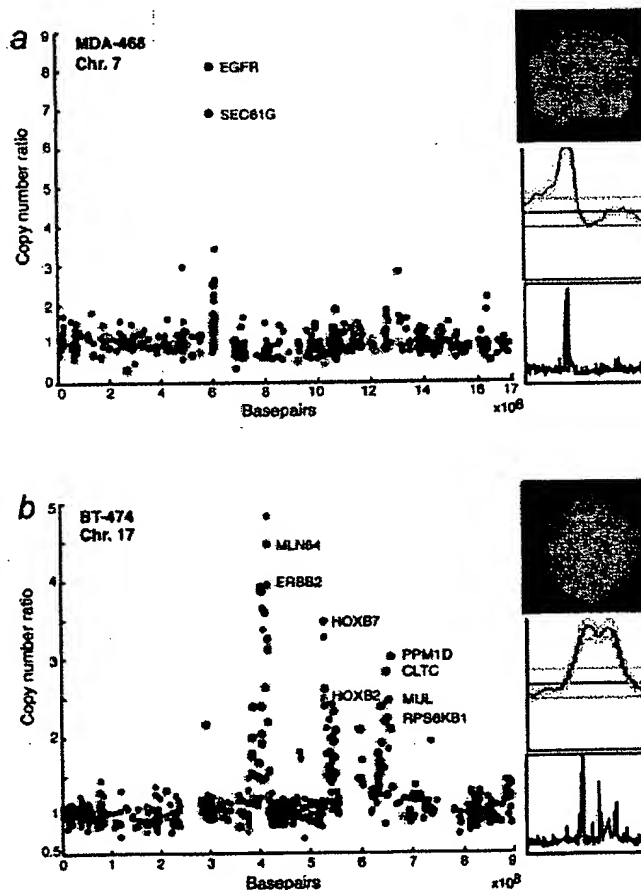 a
MDA-468
Chr. 7
9
8
EGFR
7
SEC61G
6
5
4
3
2
1
0
Copy number ratio
0 2 4 6 8 10 12 14 16 17
Basepairs
x10⁸
b
BT-474
Chr. 17
5
MLN64
4
ERBB2
HOXB7
PPM1D
3
CLTC
HOXB2
MUL
RPS6KB1
2
1
0.5
Copy number ratio
0 1 2 3 4 5 6 7 8 9
Basepairs
x10⁸